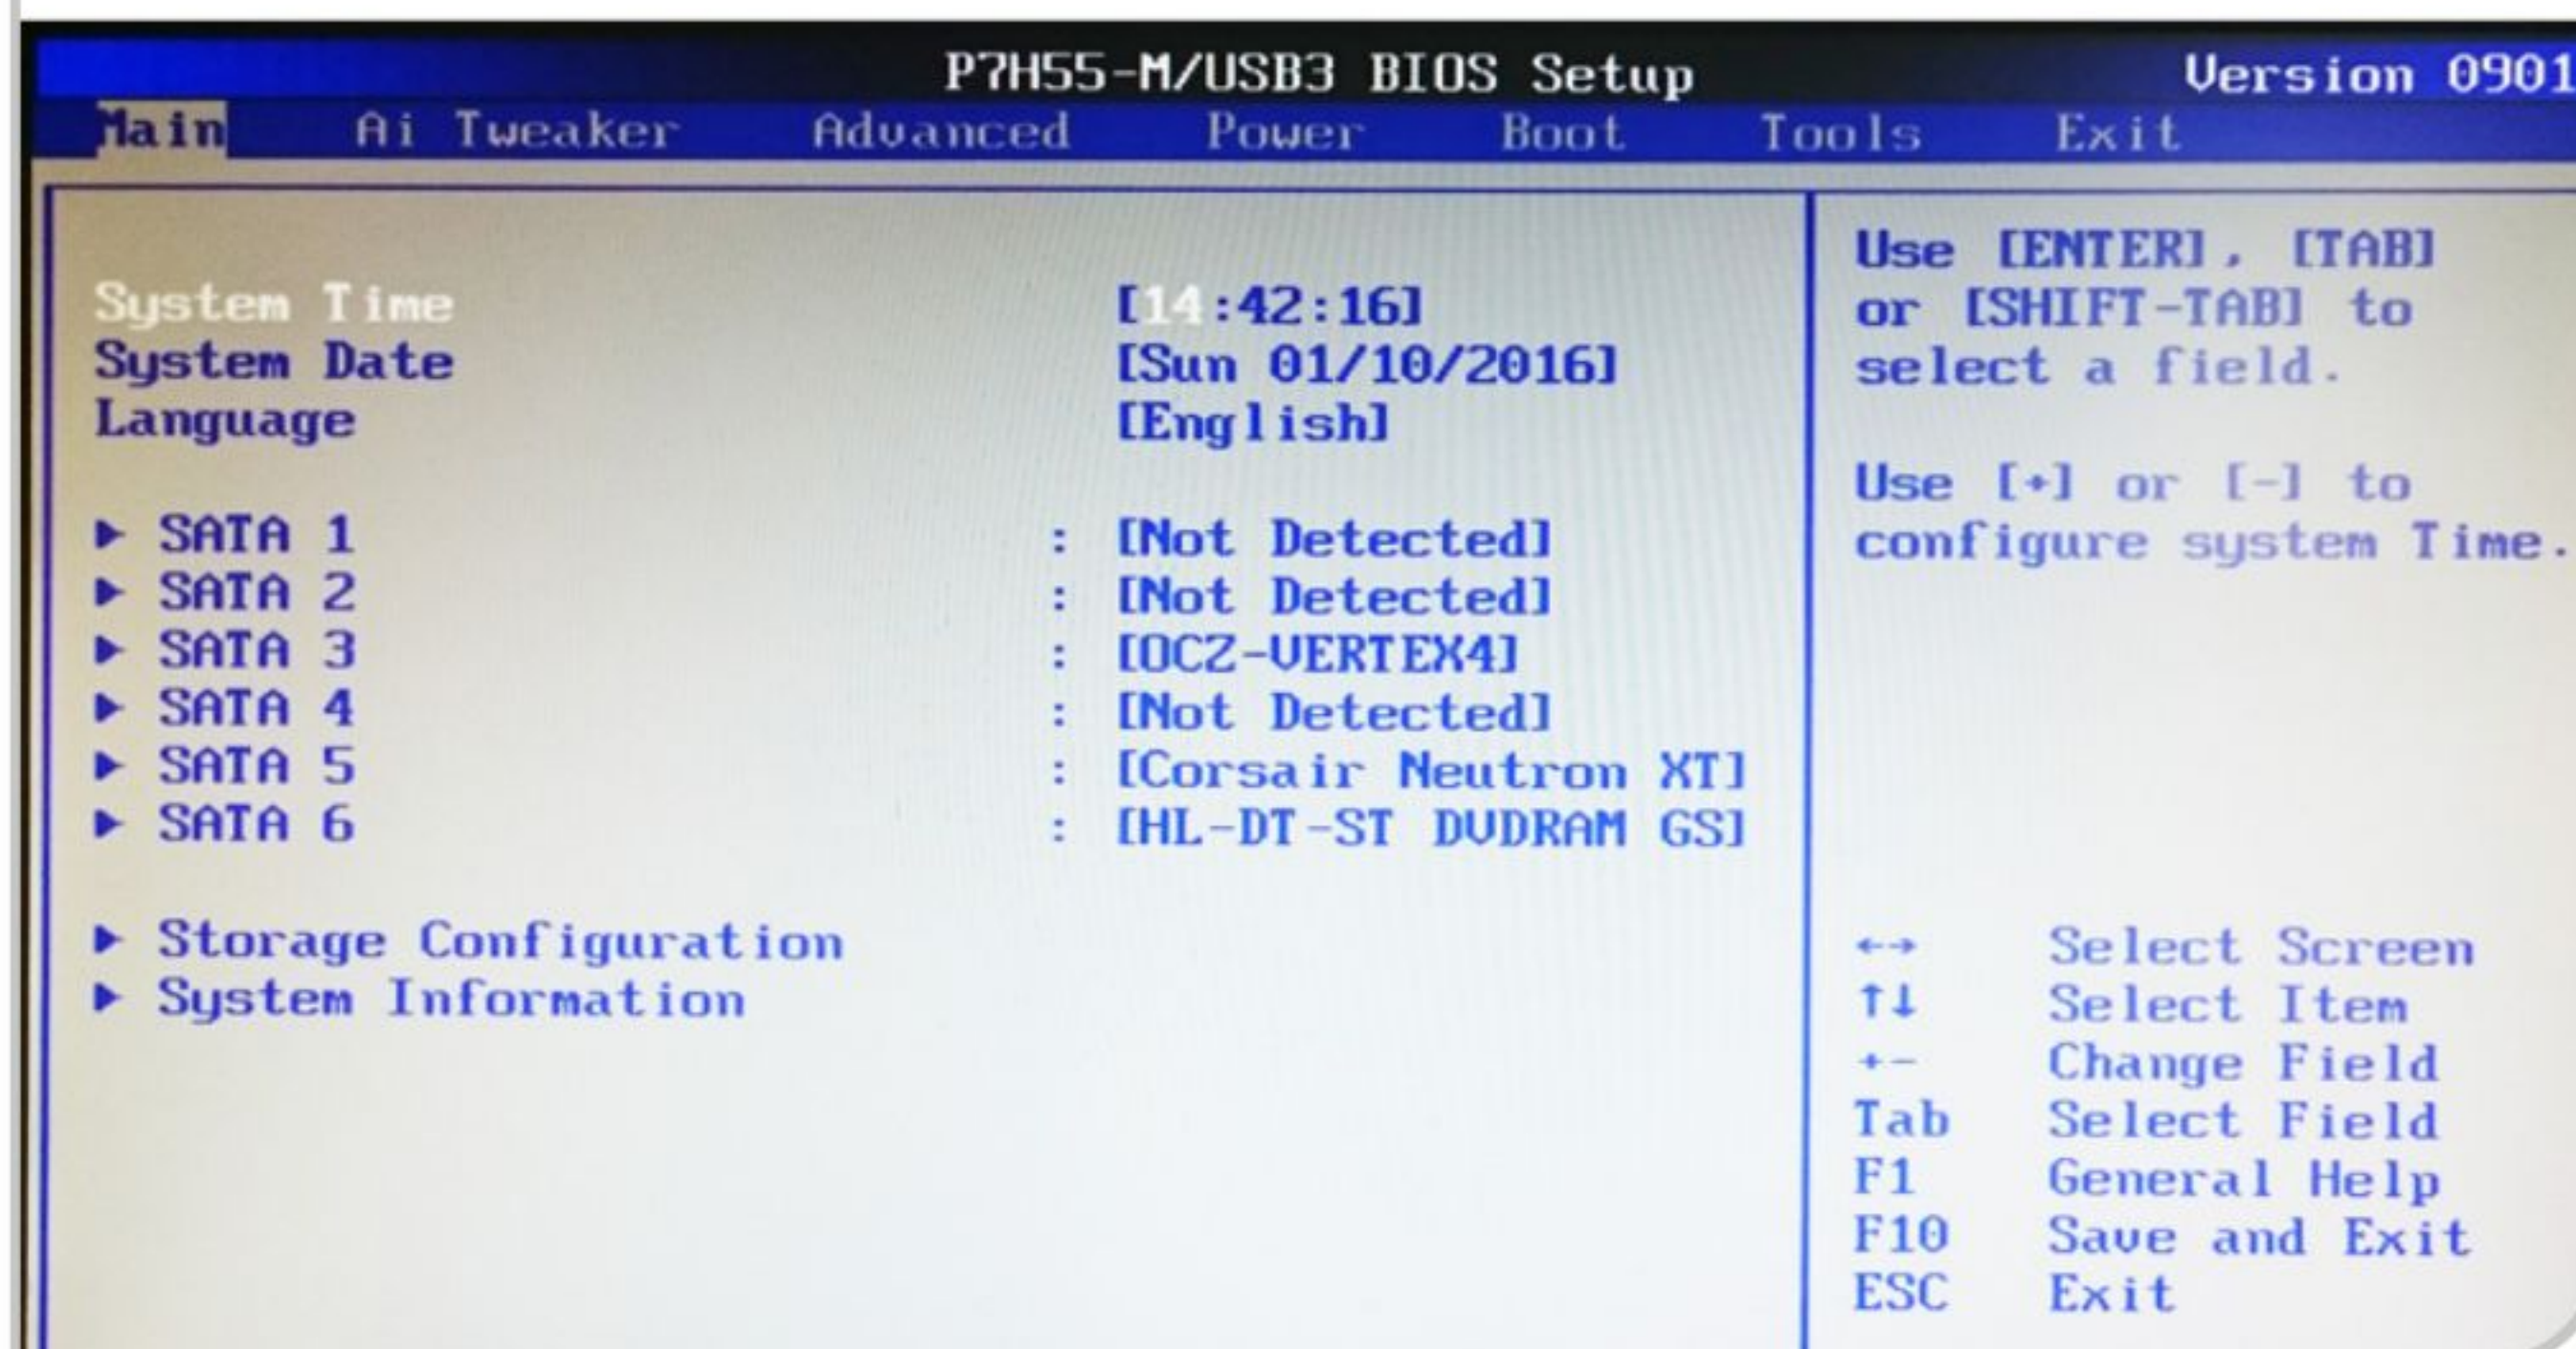 P7H55-M/USB3 BIOS Setup Version 0901
Main Ai Tweaker Advanced Power Boot Tools Exit
System Time [14:42:16]
System Date [Sun 01/10/2016]
Language [English]
▶ SATA 1 : [Not Detected]
▶ SATA 2 : [Not Detected]
▶ SATA 3 : [OCZ-VERTEX4]
▶ SATA 4 : [Not Detected]
▶ SATA 5 : [Corsair Neutron XT]
▶ SATA 6 : [HL-DT-ST DVDRAM GS]
▶ Storage Configuration
▶ System Information
Use [ENTER], [TAB]
or [SHIFT-TAB] to
select a field.
Use [+] or [-] to
configure system Time.
←→ Select Screen
↑↓ Select Item
+- Change Field
Tab Select Field
F1 General Help
F10 Save and Exit
ESC Exit